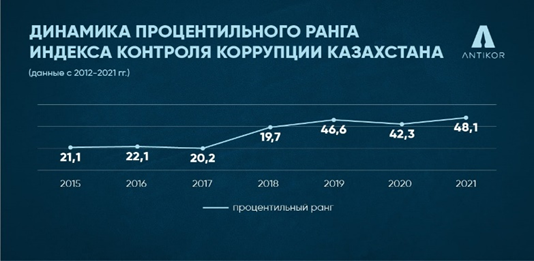 ДИНАМИКА ПРОЦЕНТИЛЬНОГО РАНГА
ИНДЕКСА КОНТРОЛЯ КОРРУПЦИИ КАЗАХСТАНА
(данные с 2012-2021 гг.)
ANTIKOR
21,1 22,1 20,2 19,7 46,6 42,3 48,1
2015 2016 2017 2018 2019 2020 2021
процентильный ранг